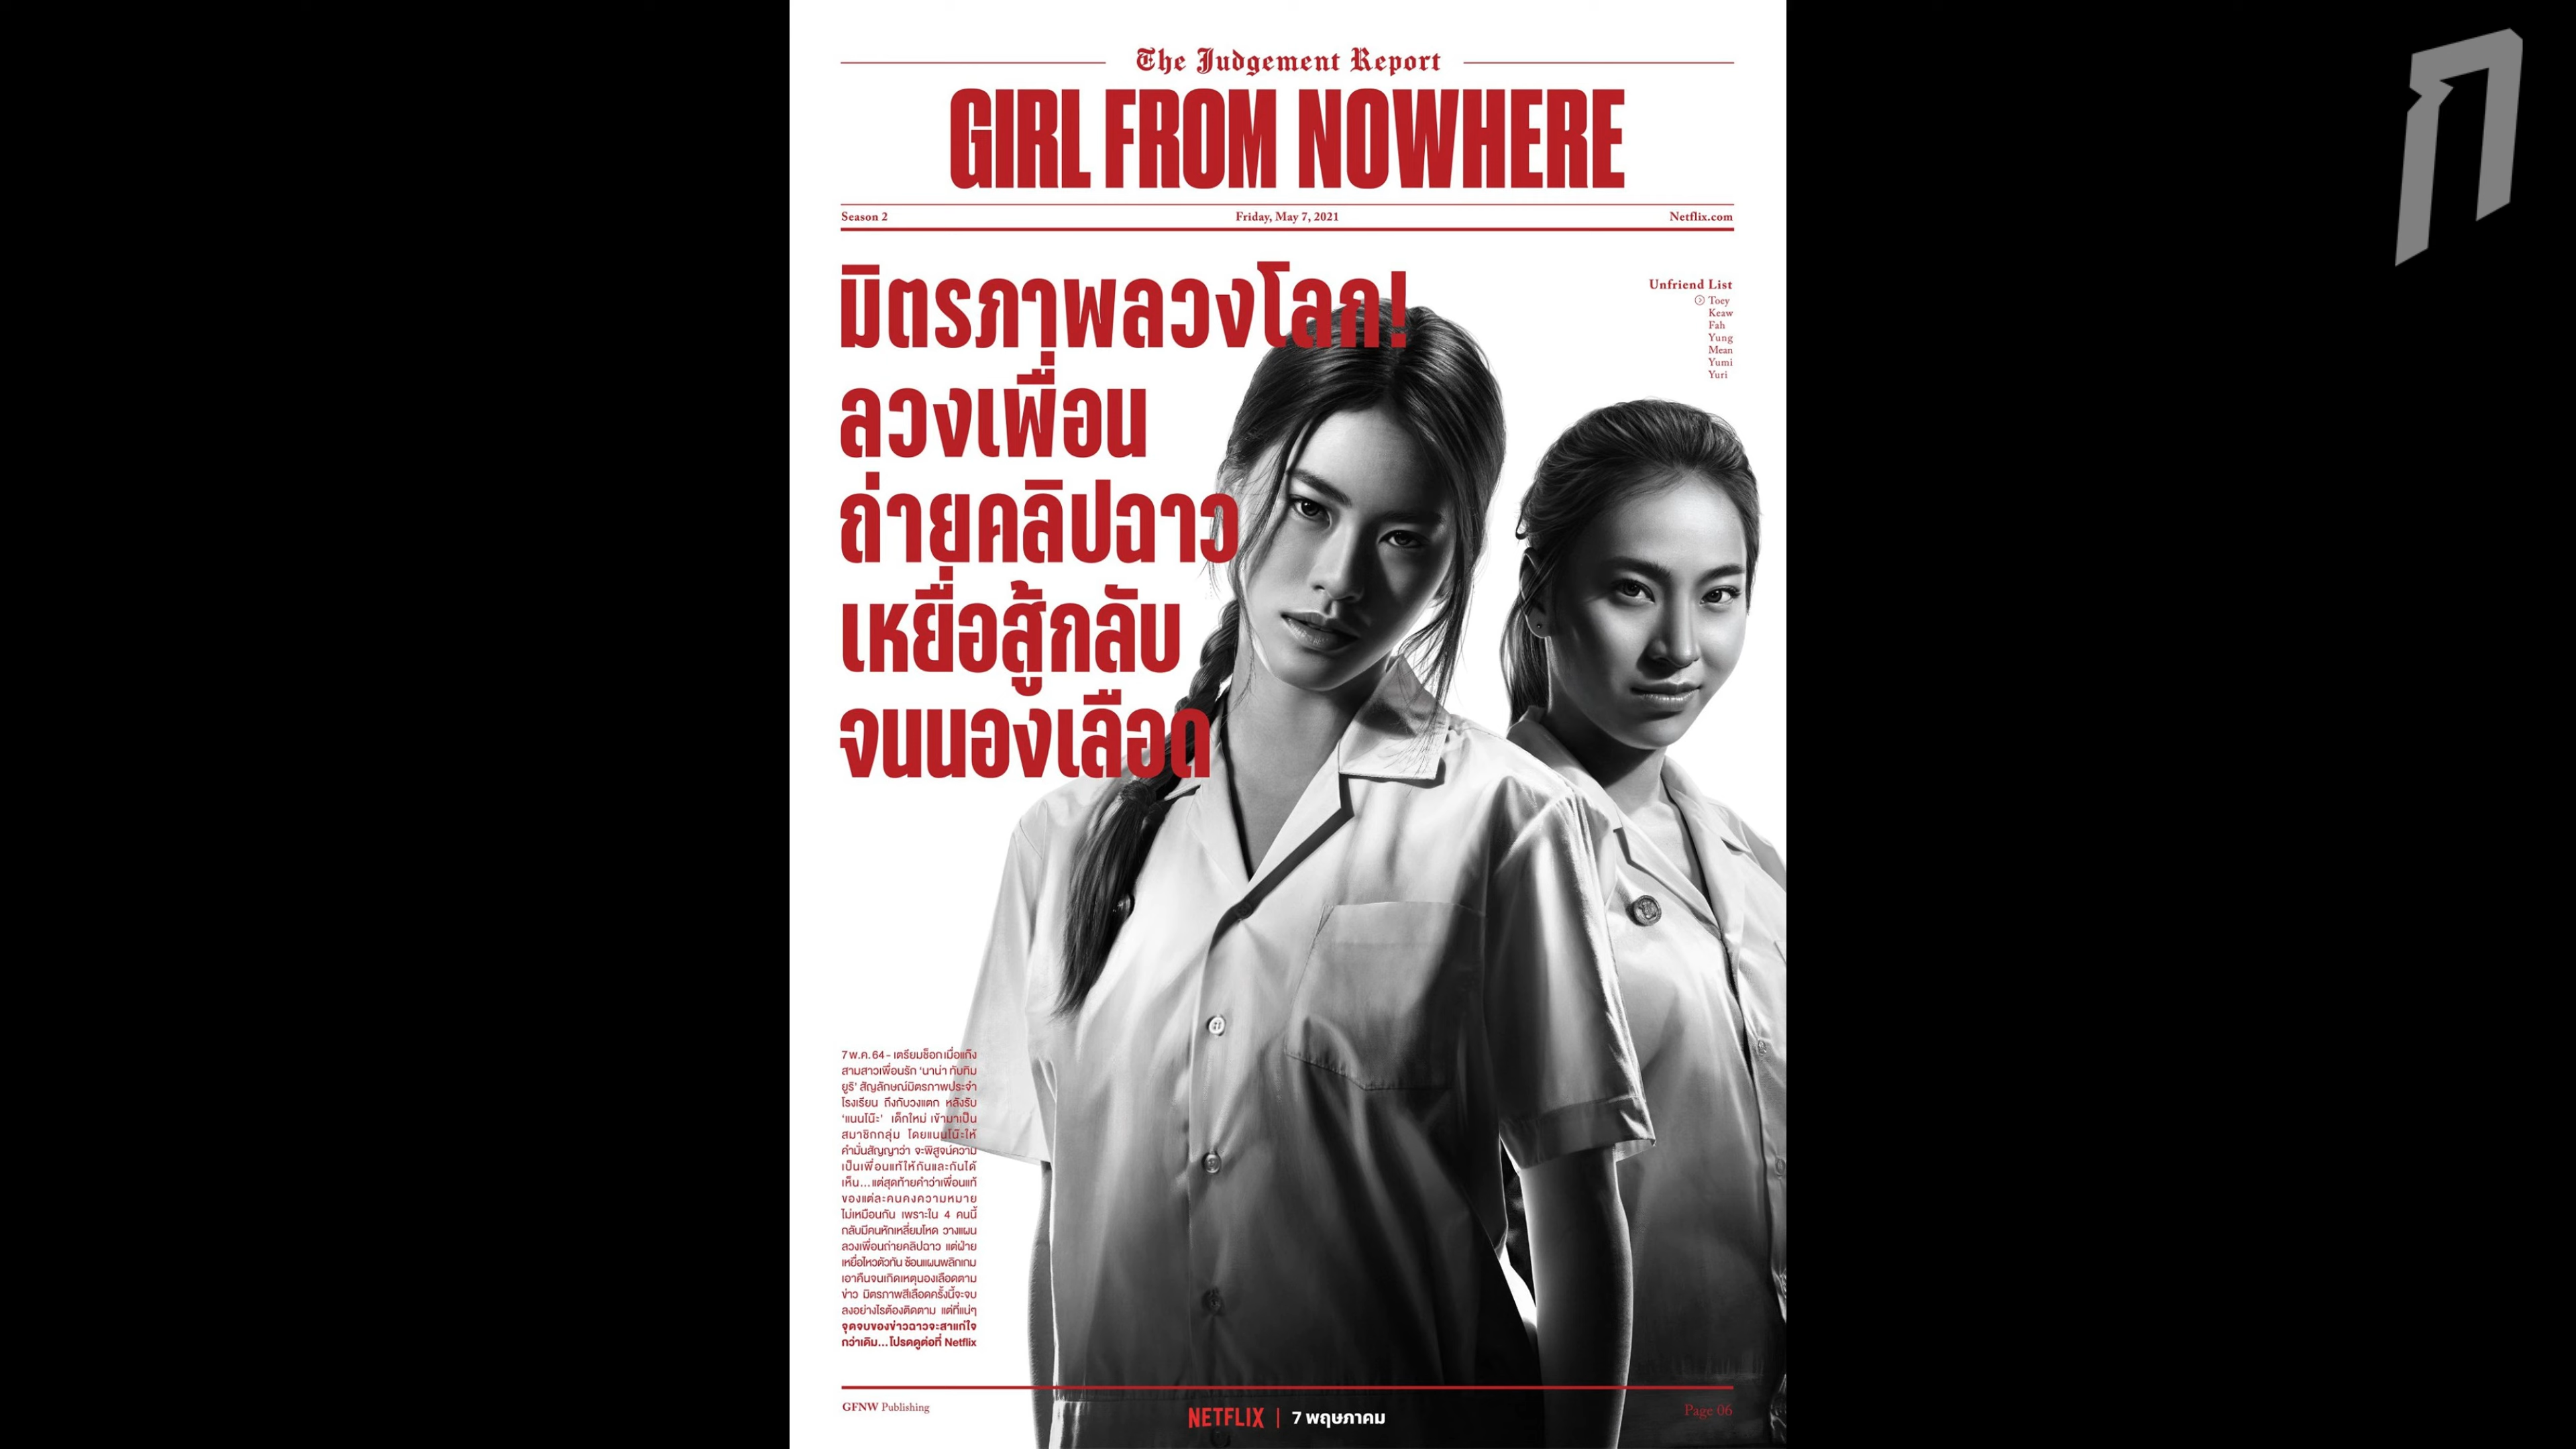 The Judgement Report
GIRL FROM NOWHERE
Season 2
Friday, May 7, 2021
Netflix.com
มิตรภาพลวงโลก!
ลวงเพื่อน
ถ่ายคลิปฉาว
เหยื่อสู้กลับ
จนนองเลือด
Unfriend List
Toey
Keaw
Fah
Yung
Mean
Yumi
Yuri
7 พ.ค. 64 - เตรียมช็อกเมื่อแก๊ง
สามสาวเพื่อนรัก ‘นาน่า ทับทิม
ยูริ’ สัญลักษณ์มิตรภาพประจำ
โรงเรียน ถึงกับวงแตก หลังรับ
‘แนนโน๊ะ’ เด็กใหม่ เข้ามาเป็น
สมาชิกกลุ่ม โดยแนนโน๊ะให้
คำมั่นสัญญาว่า จะพิสูจน์ความ
เป็นเพื่อนแท้ให้กันและกันได้
เห็น...แต่สุดท้ายคำว่าเพื่อนแท้
ของแต่ละคนคงความหมาย
ไม่เหมือนกัน เพราะใน 4 คนนี้
กลับมีคนหักเหลี่ยมโหด วางแผน
ลวงเพื่อนถ่ายคลิปฉาว แต่ฝ่าย
เหยื่อไหวตัวทัน ซ้อนแผนพลิกเกม
เอาคืนจนเกิดเหตุนองเลือดตาม
ข่าว มิตรภาพสีเลือดครั้งนี้จะจบ
ลงอย่างไรต้องติดตาม แต่ที่แน่ๆ
จุดจบของข่าวฉาวจะสาแก่ใจ
กว่าเดิม...โปรดดูต่อที่ Netflix
GFNW Publishing
NETFLIX | 7 พฤษภาคม
Page 06
ก